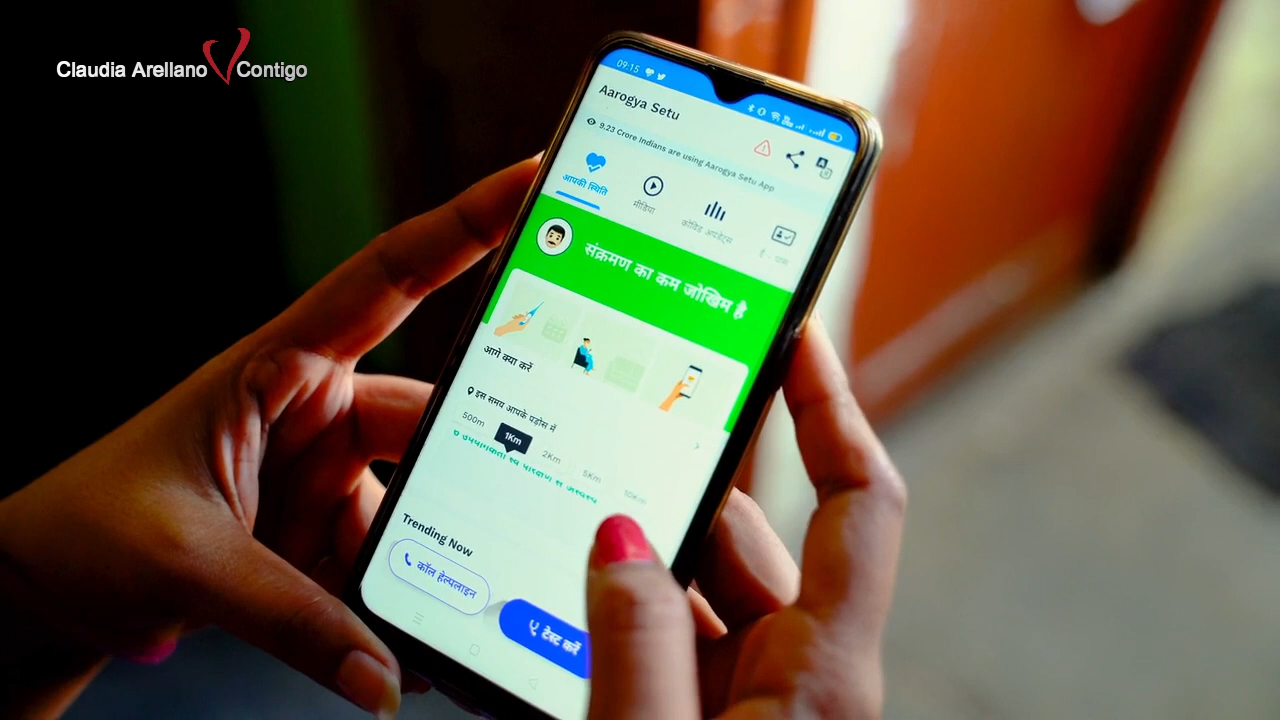 Claudia Arellano Contigo
09:15
Aarogya Setu
9.23 Crore Indians are using Aarogya Setu App
आपकी स्थिति
मीडिया
कोविड अपडेट्स
संक्रमण का कम जोखिम है
आगे क्या करें
इस समय आपके पड़ोस में
500m 1Km 2Km 5Km 10Km
Trending Now
कॉल हेल्पलाइन
टेस्ट करें